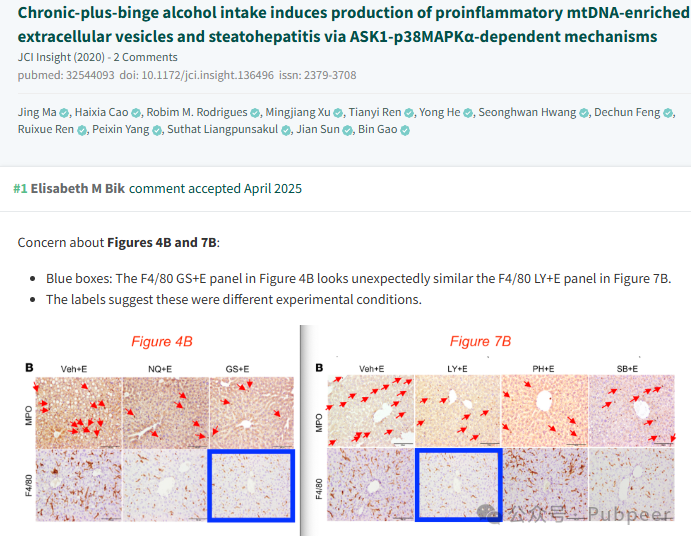 Chronic-plus-binge alcohol intake induces production of proinflammatory mtDNA-enriched
extracellular vesicles and steatohepatitis via ASK1-p38MAPKα-dependent mechanisms
JCI Insight (2020) - 2 Comments
pubmed: 32544093 doi: 10.1172/jci.insight.136496 issn: 2379-3708
Jing Ma, Haixia Cao, Robim M. Rodrigues, Mingjiang Xu, Tianyi Ren, Yong He, Seonghwan Hwang, Dechun Feng,
Ruixue Ren, Peixin Yang, Suthat Liangpunsakul, Jian Sun, Bin Gao
#1 Elisabeth M Bik comment accepted April 2025
Concern about Figures 4B and 7B:
• Blue boxes: The F4/80 GS+E panel in Figure 4B looks unexpectedly similar the F4/80 LY+E panel in Figure 7B.
• The labels suggest these were different experimental conditions.
Figure 4B
B
Veh+E NQ+E GS+E
MPO
F4/80
Figure 7B
B
Veh+E LY+E PH+E SB+E
MPO
F4/80
公众号 · Pubpeer